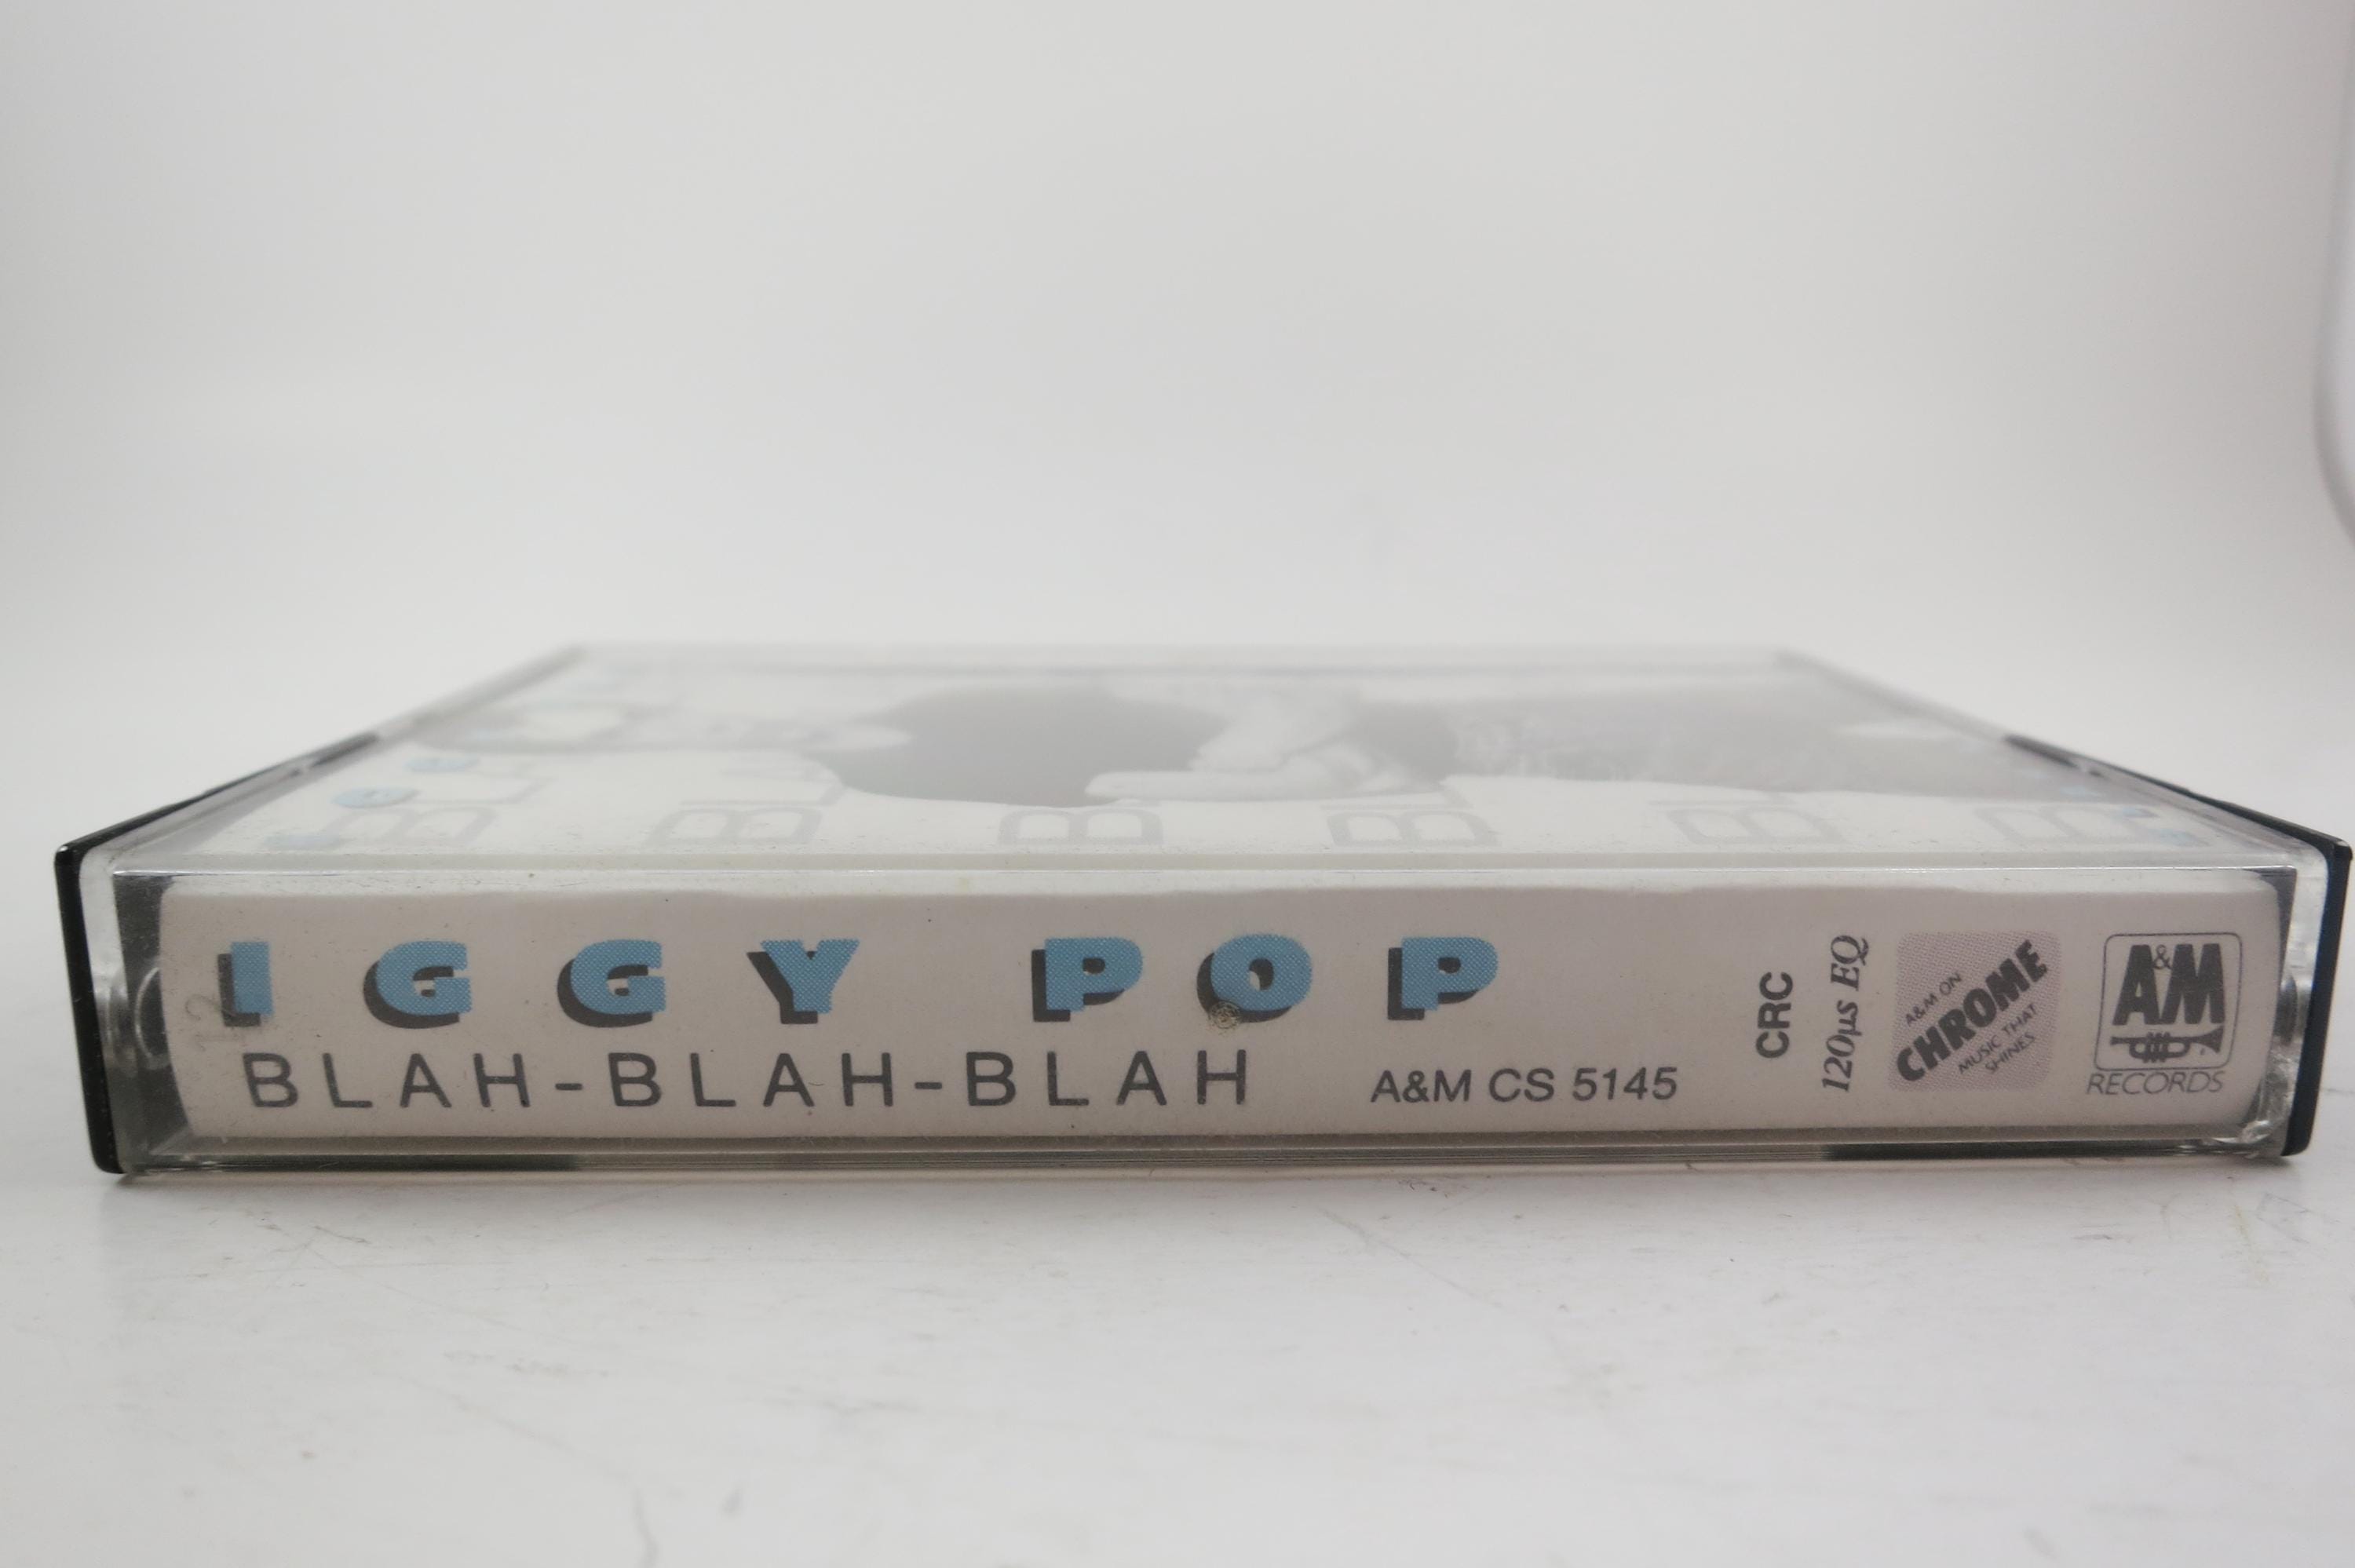 IGGY POP
BLAH-BLAH-BLAH
A&M CS 5145
CRC
120µs EQ
A&M ON
CHROME
MUSIC THAT
SHINES
A&M
RECORDS